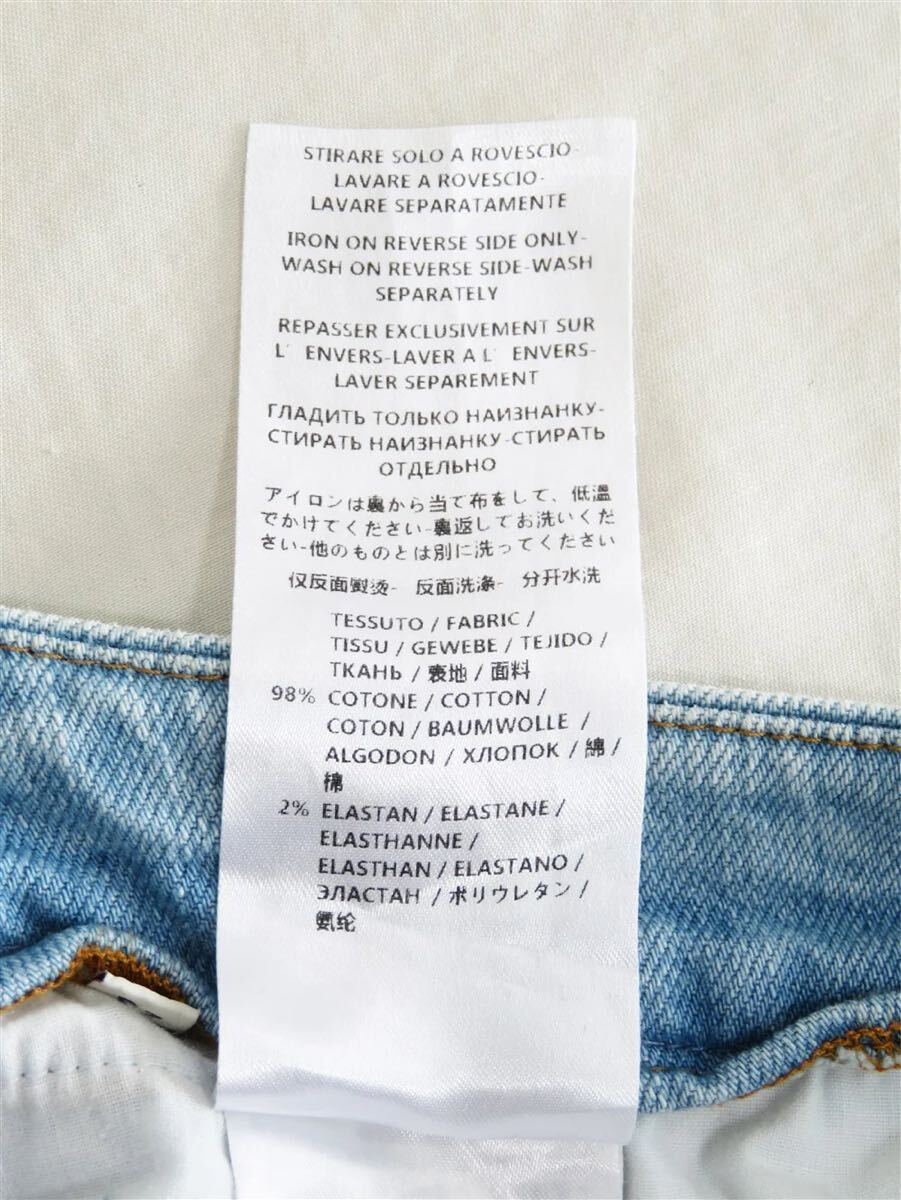 STIRARE SOLO A ROVESCIO-
LAVARE A ROVESCIO-
LAVARE SEPARATAMENTE
IRON ON REVERSE SIDE ONLY-
WASH ON REVERSE SIDE-WASH
SEPARATELY
REPASSER EXCLUSIVEMENT SUR
L' ENVERS-LAVER A L' ENVERS-
LAVER SEPAREMENT
ГЛАДИТЬ ТОЛЬКО НАИЗНАНКУ-
СТИРАТЬ НАИЗНАНКУ-СТИРАТЬ
ОТДЕЛЬНО
アイロンは裏から当て布をして、低温
でかけてください-裏返してお洗いくだ
さい-他のものとは別に洗ってください
仅反面熨烫- 反面洗涤- 分开水洗
TESSUTO / FABRIC /
TISSU / GEWEBE / TEJIDO /
ТКАНЬ / 表地 / 面料
98% COTONE / COTTON /
COTON / BAUMWOLLE /
ALGODON / ХЛОПОК / 綿 /
棉
2% ELASTAN / ELASTANE /
ELASTHANNE /
ELASTHAN / ELASTANO /
ЭЛАСТАН / ポリウレタン /
氨纶